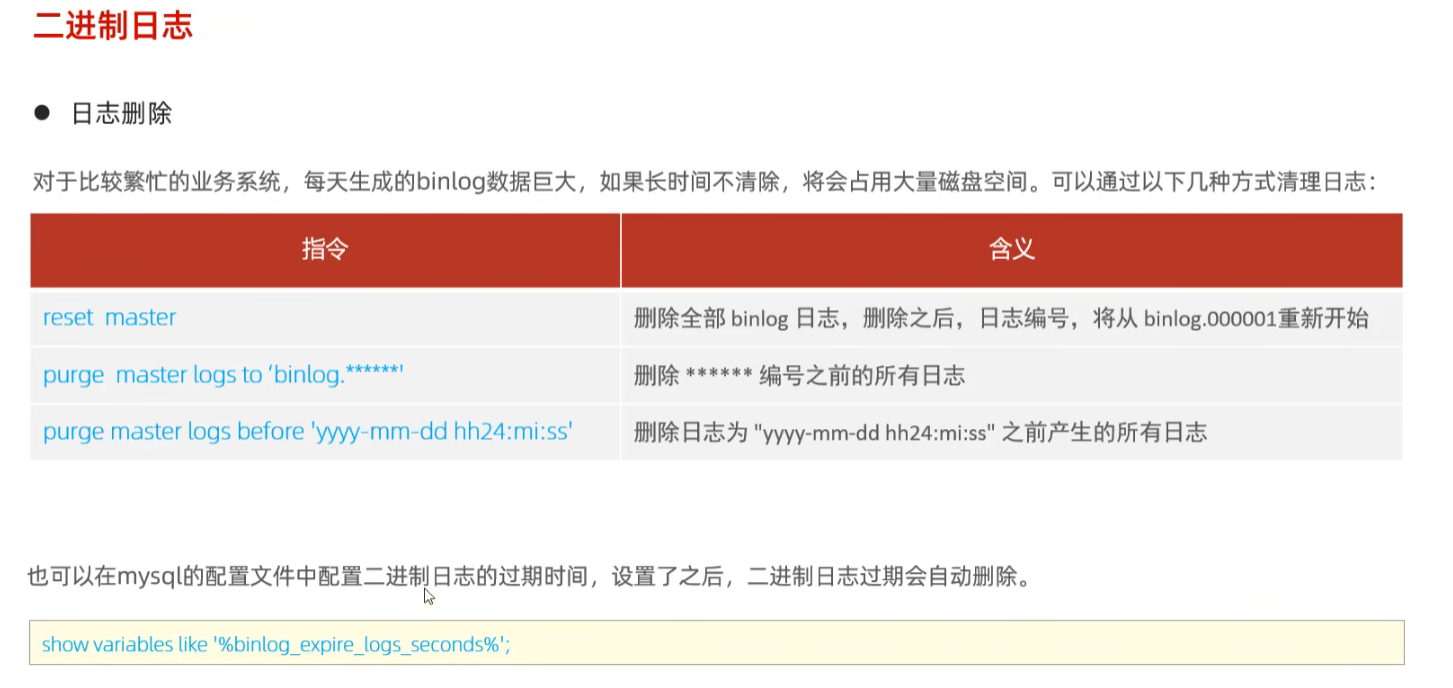 二进制日志
● 日志删除
对于比较繁忙的业务系统，每天生成的binlog数据巨大，如果长时间不清除，将会占用大量磁盘空间。可以通过以下几种方式清理日志：
指令 含义
reset master 删除全部 binlog 日志，删除之后，日志编号，将从 binlog.000001重新开始
purge master logs to ‘binlog.******' 删除 ****** 编号之前的所有日志
purge master logs before 'yyyy-mm-dd hh24:mi:ss' 删除日志为 "yyyy-mm-dd hh24:mi:ss" 之前产生的所有日志
也可以在mysql的配置文件中配置二进制日志的过期时间，设置了之后，二进制日志过期会自动删除。
show variables like '%binlog_expire_logs_seconds%';